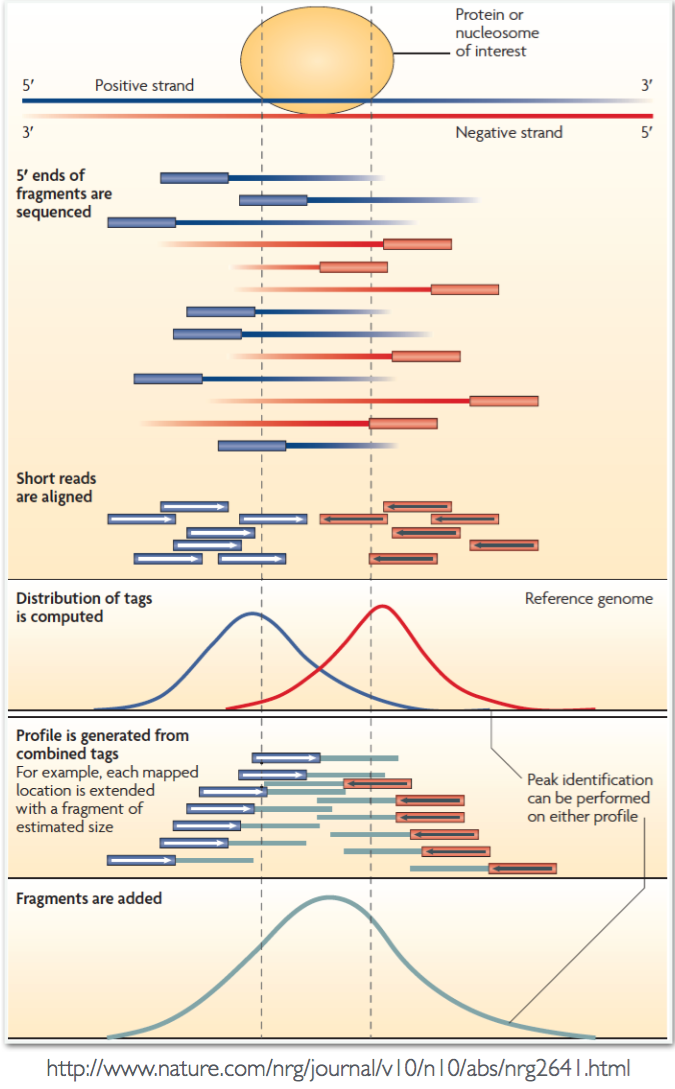 Protein or
nucleosome
of interest
5′
Positive strand
3′
3′
Negative strand
5′
5′ ends of
fragments are
sequenced
Short reads
are aligned
Distribution of tags
is computed
Reference genome
Profile is generated from
combined tags
For example, each mapped
location is extended
with a fragment of
estimated size
Peak identification
can be performed
on either profile
Fragments are added
http://www.nature.com/nrg/journal/v10/n10/abs/nrg2641.html